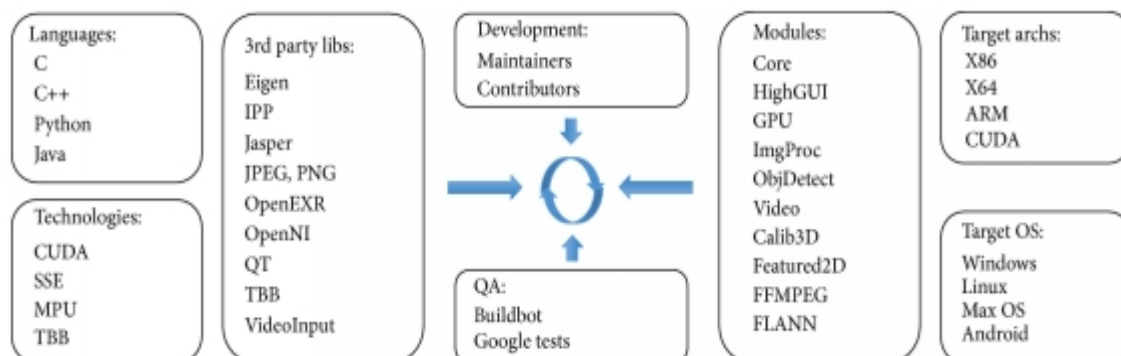 Languages:
C
C++
Python
Java
Technologies:
CUDA
SSE
MPU
TBB
3rd party libs:
Eigen
IPP
Jasper
JPEG, PNG
OpenEXR
OpenNI
QT
TBB
VideoInput
Development:
Maintainers
Contributors
QA:
Buildbot
Google tests
Modules:
Core
HighGUI
GPU
ImgProc
ObjDetect
Video
Calib3D
Featured2D
FFMPEG
FLANN
Target archs:
X86
X64
ARM
CUDA
Target OS:
Windows
Linux
Max OS
Android